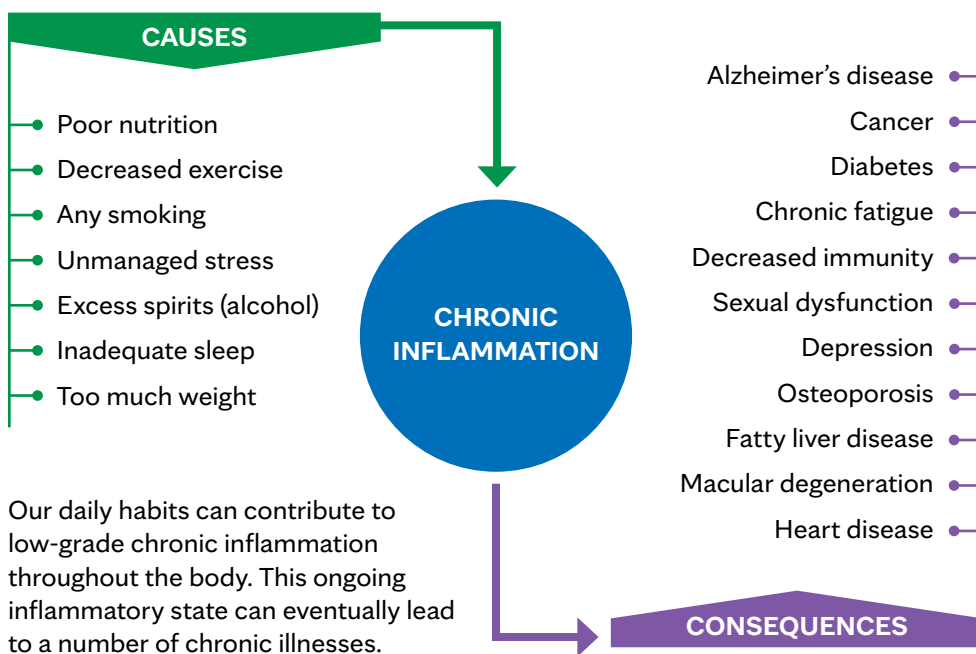 CAUSES
Poor nutrition
Decreased exercise
Any smoking
Unmanaged stress
Excess spirits (alcohol)
Inadequate sleep
Too much weight
CHRONIC
INFLAMMATION
Our daily habits can contribute to
low-grade chronic inflammation
throughout the body. This ongoing
inflammatory state can eventually lead
to a number of chronic illnesses.
Alzheimer’s disease
Cancer
Diabetes
Chronic fatigue
Decreased immunity
Sexual dysfunction
Depression
Osteoporosis
Fatty liver disease
Macular degeneration
Heart disease
CONSEQUENCES